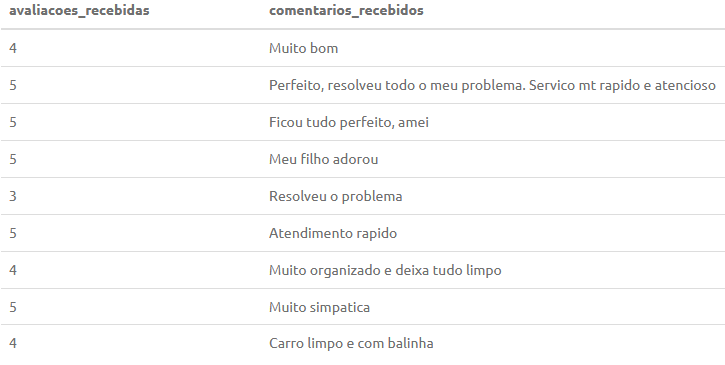 avaliacoes_recebidas comentarios_recebidos
4 Muito bom
5 Perfeito, resolveu todo o meu problema. Servico mt rapido e atencioso
5 Ficou tudo perfeito, amei
5 Meu filho adorou
3 Resolveu o problema
5 Atendimento rapido
4 Muito organizado e deixa tudo limpo
5 Muito simpatica
4 Carro limpo e com balinha